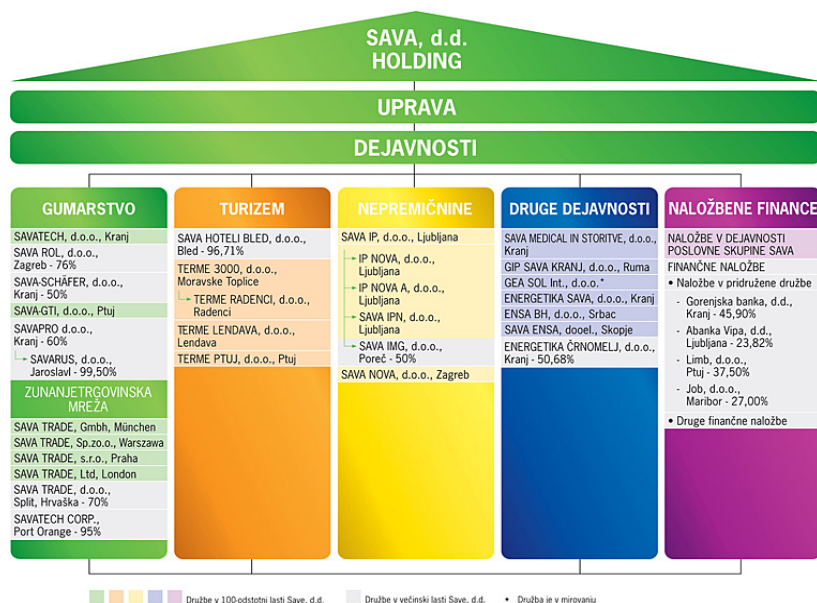 SAVA, d.d.
HOLDING
UPRAVA
DEJAVNOSTI
GUMARSTVO
SAVATECH, d.o.o., Kranj
SAVA ROL, d.o.o.,
Zagreb - 76%
SAVA-SCHÄFER, d.o.o.,
Kranj - 50%
SAVA-GTI, d.o.o., Ptuj
SAVAPRO d.o.o.,
Kranj - 60%
SAVARUS, d.o.o.,
Jaroslavl - 99,50%
ZUNANJETRGOVINSKA
MREŽA
SAVA TRADE, Gmbh, München
SAVA TRADE, Sp.zo.o., Warszawa
SAVA TRADE, s.r.o., Praha
SAVA TRADE, Ltd, London
SAVA TRADE, d.o.o.,
Split, Hrvaška - 70%
SAVATECH CORP.,
Port Orange - 95%
TURIZEM
SAVA HOTELI BLED, d.o.o.,
Bled - 96,71%
TERME 3000, d.o.o.,
Moravske Toplice
TERME RADENCI, d.o.o.,
Radenci
TERME LENDAVA, d.o.o.,
Lendava
TERME PTUJ, d.o.o., Ptuj
NEPREMIČNINE
SAVA IP, d.o.o., Ljubljana
IP NOVA, d.o.o.,
Ljubljana
IP NOVA A, d.o.o.,
Ljubljana
SAVA IPN, d.o.o.,
Ljubljana
SAVA IMG, d.o.o.,
Poreč - 50%
SAVA NOVA, d.o.o., Zagreb
DRUGE DEJAVNOSTI
SAVA MEDICAL IN STORITVE, d.o.o.,
Kranj
GIP SAVA KRANJ, d.o.o., Ruma
GEA SOL Int., d.o.o.*
ENERGETIKA SAVA, d.o.o., Kranj
ENSA BH, d.o.o., Srbac
SAVA ENSA, dooel., Skopje
ENERGETIKA ČRNOMELJ, d.o.o.,
Kranj - 50,68%
NALOŽBENE FINANCE
NALOŽBE V DEJAVNOSTI
POSLOVNE SKUPINE SAVA
FINANČNE NALOŽBE
• Naložbe v pridružene družbe
- Gorenjska banka, d.d.,
Kranj - 45,90%
- Abanka Vipa, d.d.,
Ljubljana - 23,82%
- Limb, d.o.o.,
Ptuj - 37,50%
- Job, d.o.o.,
Maribor - 27,00%
• Druge finančne naložbe
Družbe v 100-odstotni lasti Save, d.d.
Družbe v večinski lasti Save, d.d.
* Družba je v mirovanju